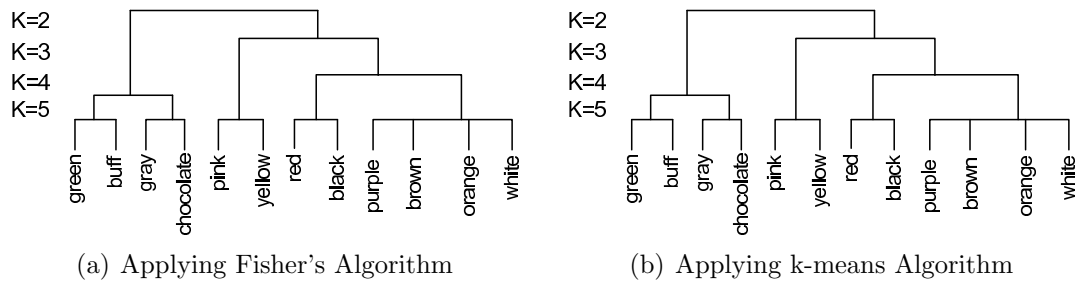 K=2
K=3
K=4
K=5
green
buff
gray
chocolate
pink
yellow
red
black
purple
brown
orange
white
(a) Applying Fisher's Algorithm
K=2
K=3
K=4
K=5
green
buff
gray
chocolate
pink
yellow
red
black
purple
brown
orange
white
(b) Applying k-means Algorithm